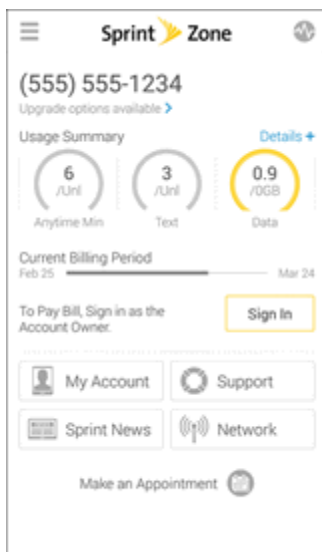 Sprint Zone
(555) 555-1234
Upgrade options available >
Usage Summary Details +
6 3 0.9
/Unl /Unl /0GB
Anytime Min Text Data
Current Billing Period
Feb 25 Mar 24
To Pay Bill, Sign in as the
Account Owner.
Sign In
My Account Support
Sprint News Network
Make an Appointment